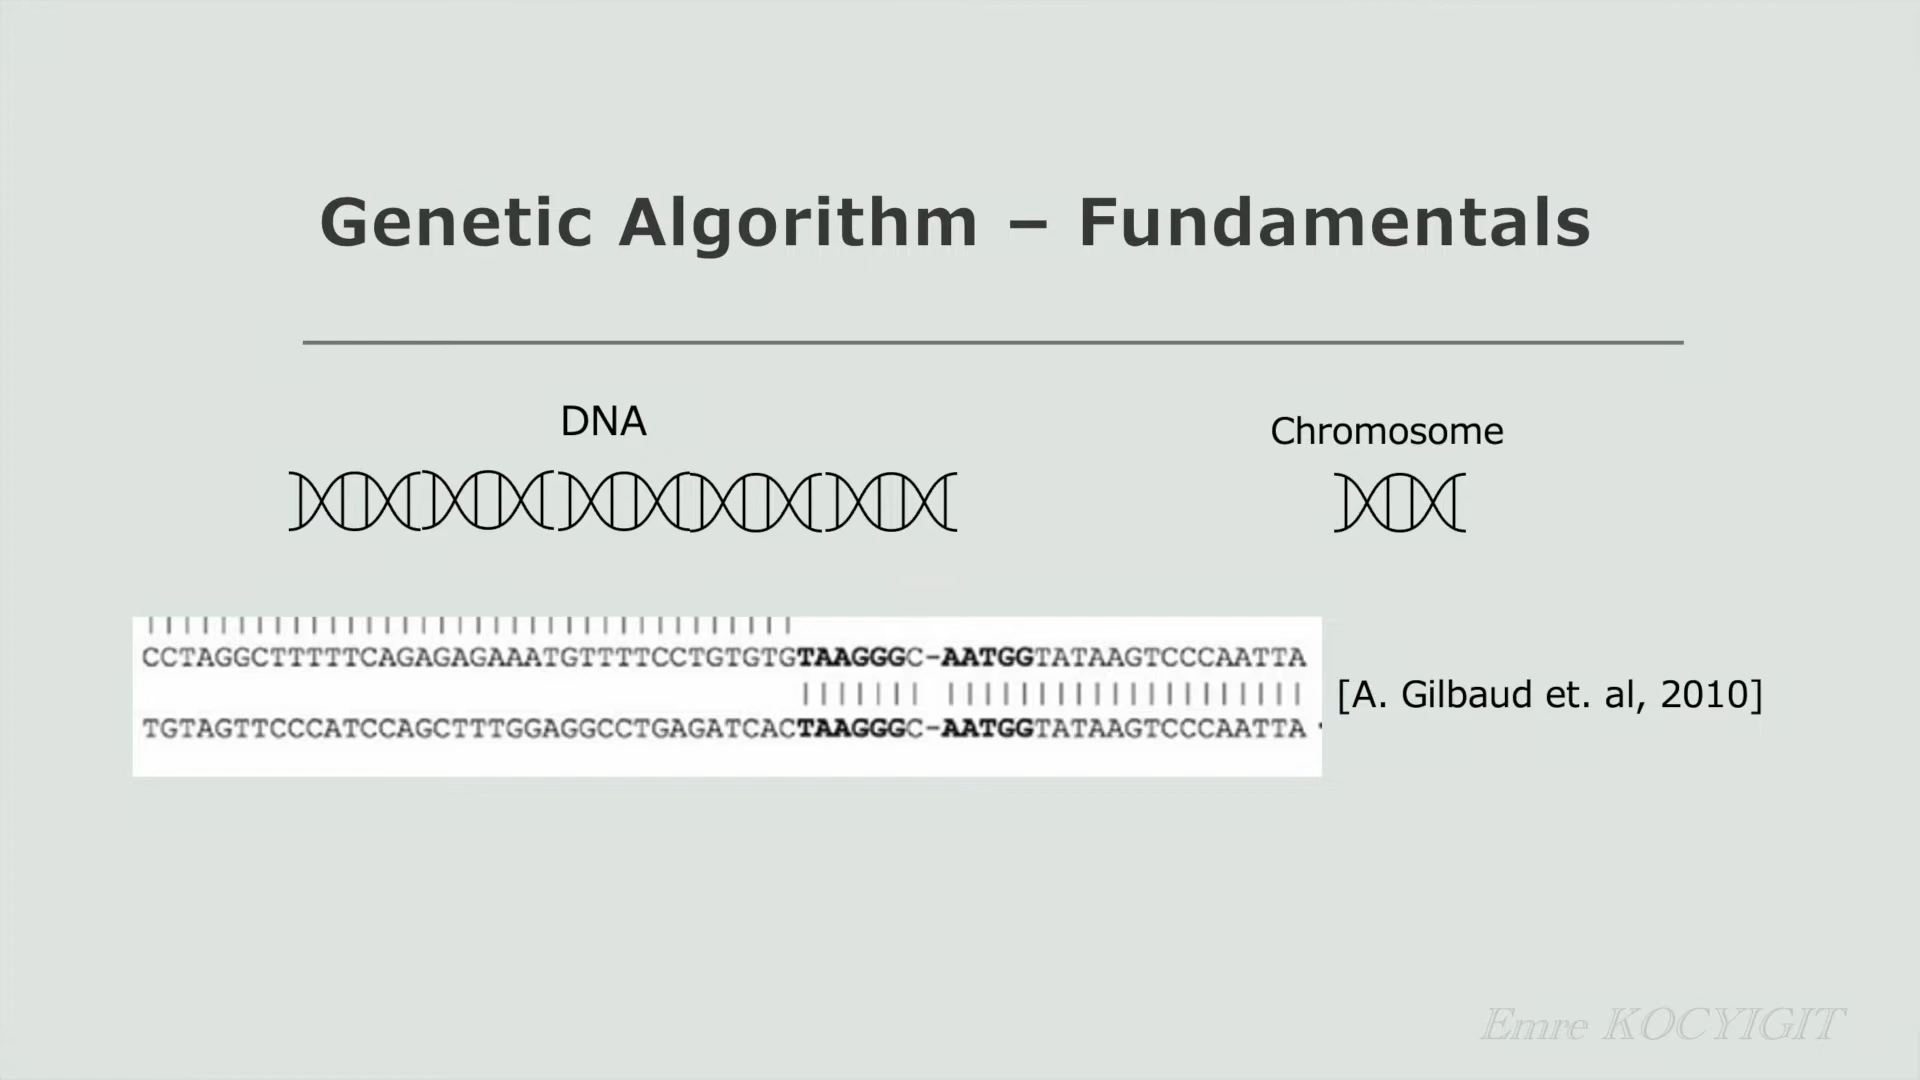 Genetic Algorithm – Fundamentals
DNA
Chromosome
CCTAGGCTTTTTCAGAGAGAAATGTTTTCCTGTGTGTAAGGGC-AATGGTATAAGTCCCAATTA
TGTAGTTCCCATCCAGCTTTGGAGGCCTGAGATCACTAAGGGC-AATGGTATAAGTCCCAATTA
[A. Gilbaud et. al, 2010]
Emre KOCYIGIT